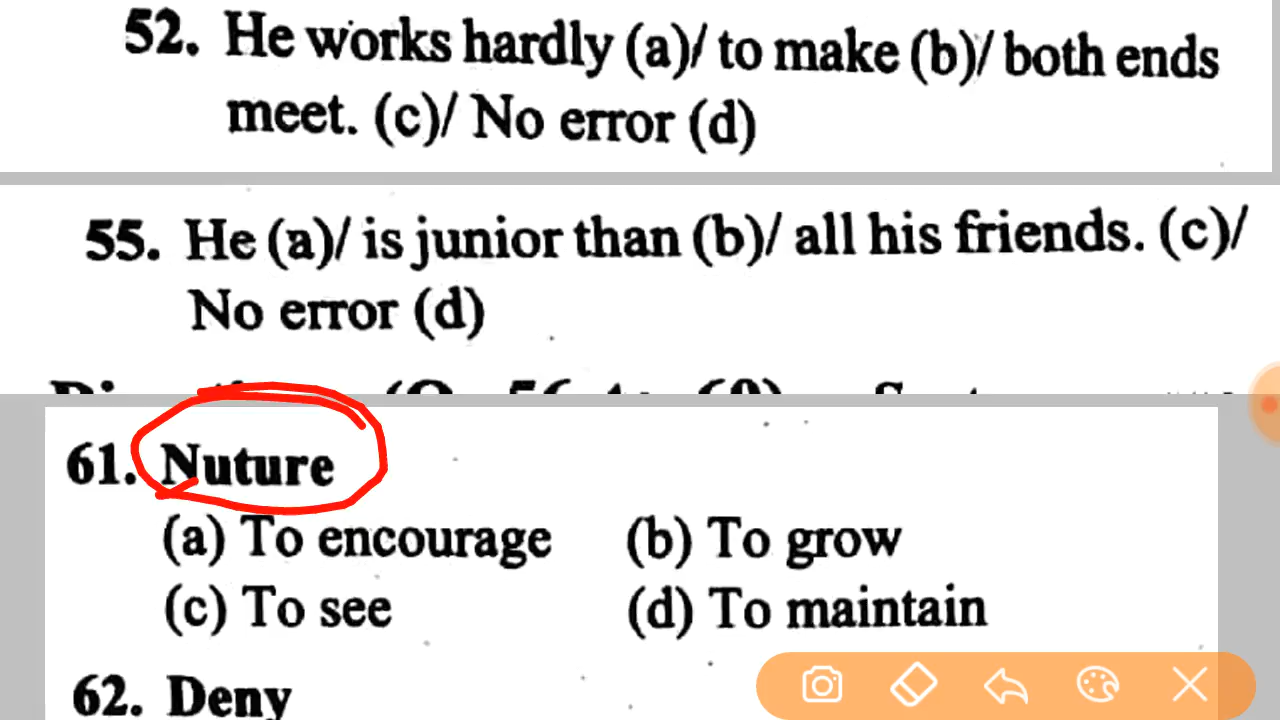 52. He works hardly (a)/ to make (b)/ both ends
meet. (c)/ No error (d)
55. He (a)/ is junior than (b)/ all his friends. (c)/
No error (d)
61. Nuture
(a) To encourage (b) To grow
(c) To see (d) To maintain
62. Deny